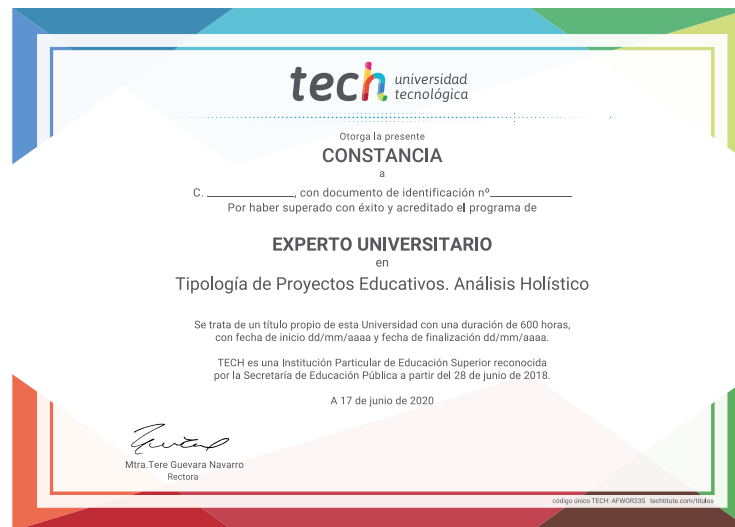 tech universidad
tecnológica
Otorga la presente
CONSTANCIA
a
C. ________________, con documento de identificación nº______________
Por haber superado con éxito y acreditado el programa de
EXPERTO UNIVERSITARIO
en
Tipología de Proyectos Educativos. Análisis Holístico
Se trata de un título propio de esta Universidad con una duración de 600 horas,
con fecha de inicio dd/mm/aaaa y fecha de finalización dd/mm/aaaa.
TECH es una Institución Particular de Educación Superior reconocida
por la Secretaría de Educación Pública a partir del 28 de junio de 2018.
A 17 de junio de 2020
Mtra.Tere Guevara Navarro
Rectora
código único TECH: AFWOR23S techtitute.com/titulos